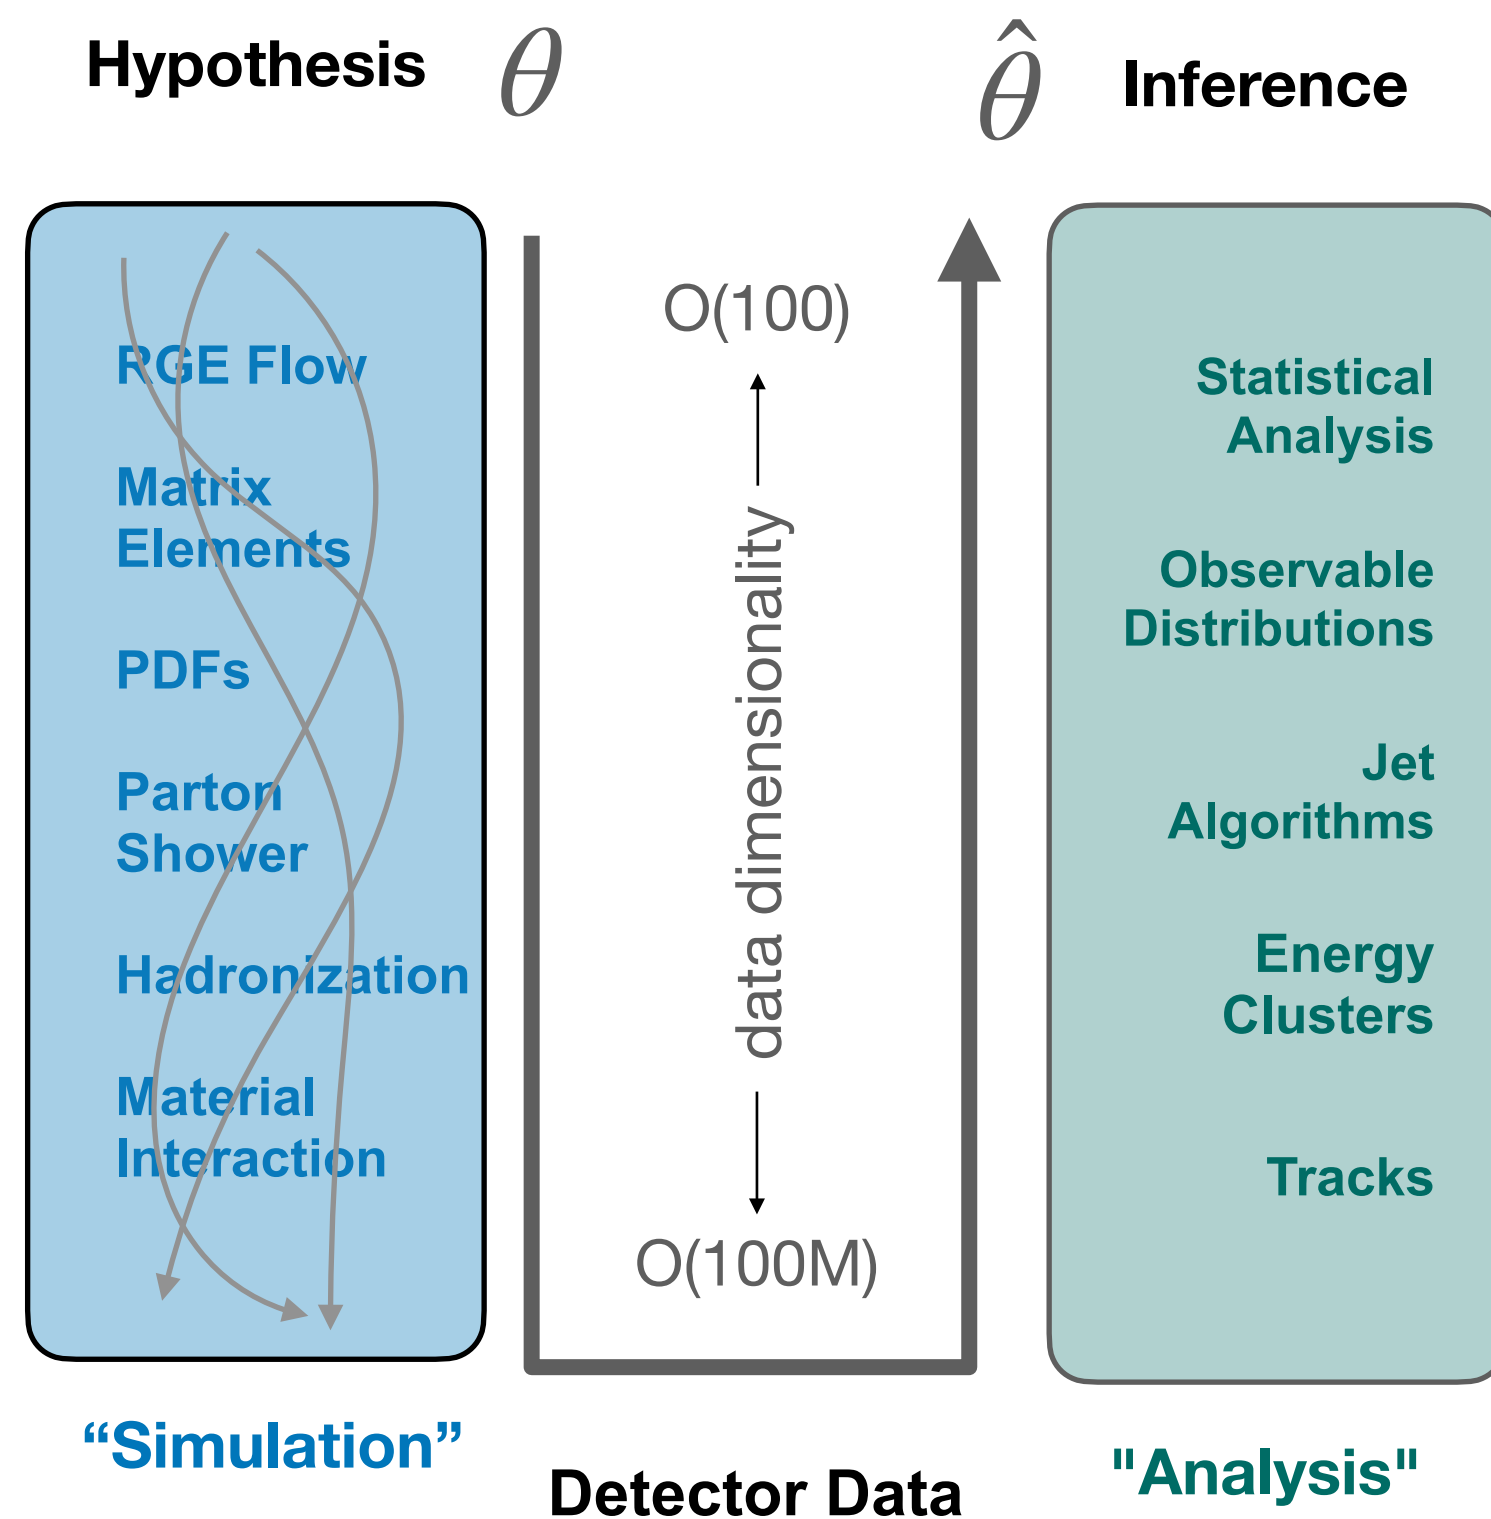 Hypothesis θ
θ̂ Inference
RGE Flow
Matrix
Elements
PDFs
Parton
Shower
Hadronization
Material
Interaction
“Simulation”
O(100)
data dimensionality
O(100M)
Detector Data
Statistical
Analysis
Observable
Distributions
Jet
Algorithms
Energy
Clusters
Tracks
"Analysis"